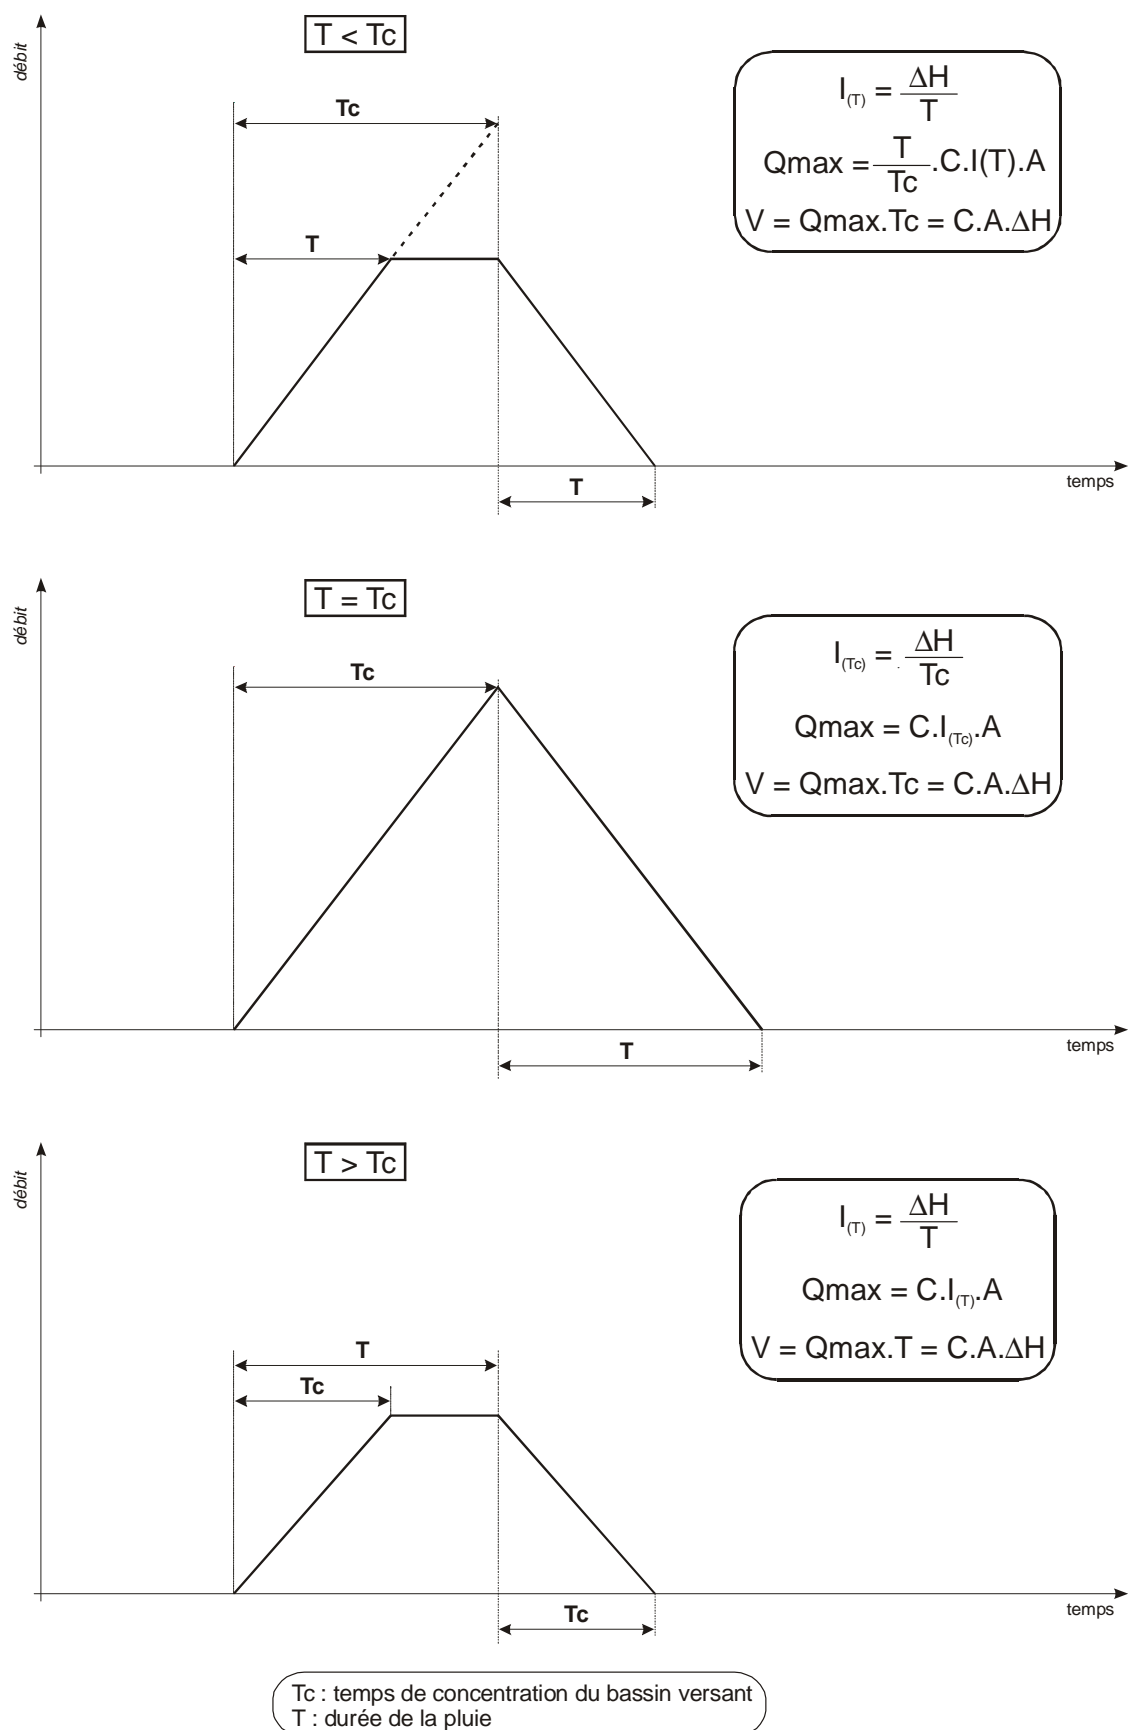 débit
T < Tc
Tc
T
T
temps
I(T) = ΔH / T
Qmax = T / Tc .C.I(T).A
V = Qmax.Tc = C.A.ΔH
débit
T = Tc
Tc
T
temps
I(Tc) = ΔH / Tc
Qmax = C.I(Tc).A
V = Qmax.Tc = C.A.ΔH
débit
T > Tc
T
Tc
Tc
temps
I(T) = ΔH / T
Qmax = C.I(T).A
V = Qmax.T = C.A.ΔH
Tc : temps de concentration du bassin versant
T : durée de la pluie